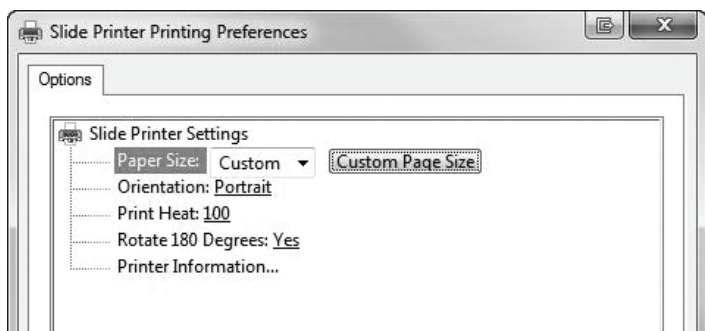 Slide Printer Printing Preferences
Options
Slide Printer Settings
Paper Size: Custom Custom Page Size
Orientation: Portrait
Print Heat: 100
Rotate 180 Degrees: Yes
Printer Information...